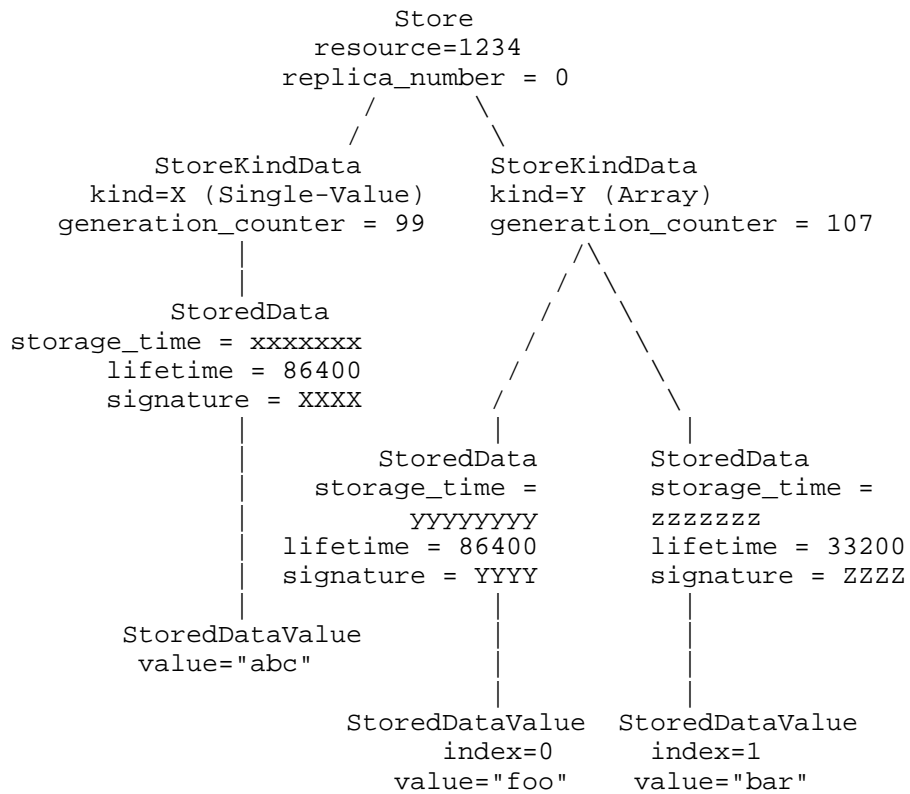 Store
resource=1234
replica_number = 0
StoreKindData StoreKindData
kind=X (Single-Value) kind=Y (Array)
generation_counter = 99 generation_counter = 107
StoredData
storage_time = xxxxxxx
lifetime = 86400
signature = XXXX
StoredData StoredData
storage_time = storage_time =
yyyyyyyy zzzzzzz
lifetime = 86400 lifetime = 33200
signature = YYYY signature = ZZZZ
StoredDataValue
value="abc"
StoredDataValue StoredDataValue
index=0 index=1
value="foo" value="bar"